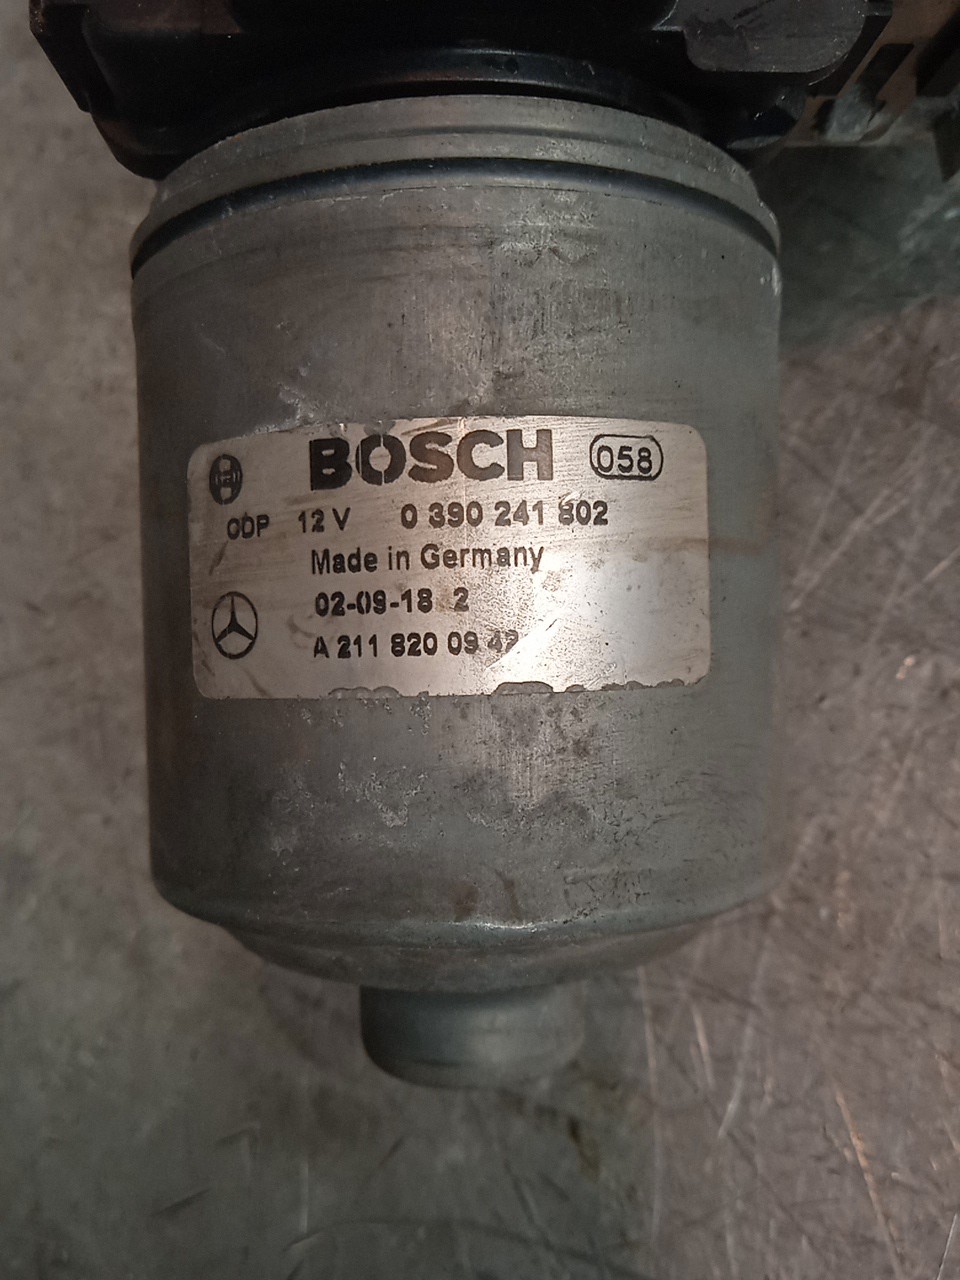 BOSCH 058
ODP 12 V 0 390 241 802
Made in Germany
02-09-18 2
A 211 820 09 42